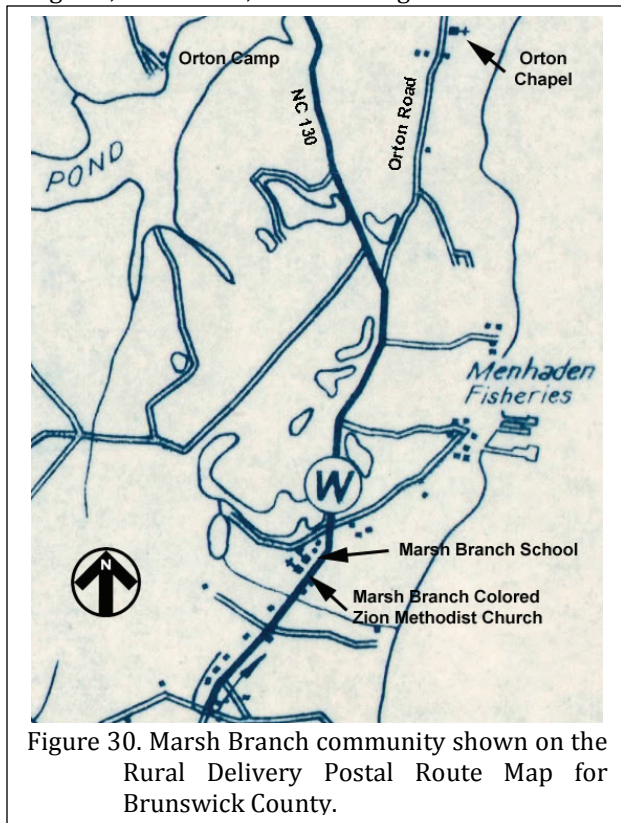 Orton Camp
Orton
Chapel
NC 130
Orton Road
POND
Menhaden
Fisheries
W
Marsh Branch School
N
Marsh Branch Colored
Zion Methodist Church
Figure 30. Marsh Branch community shown on the
Rural Delivery Postal Route Map for
Brunswick County.